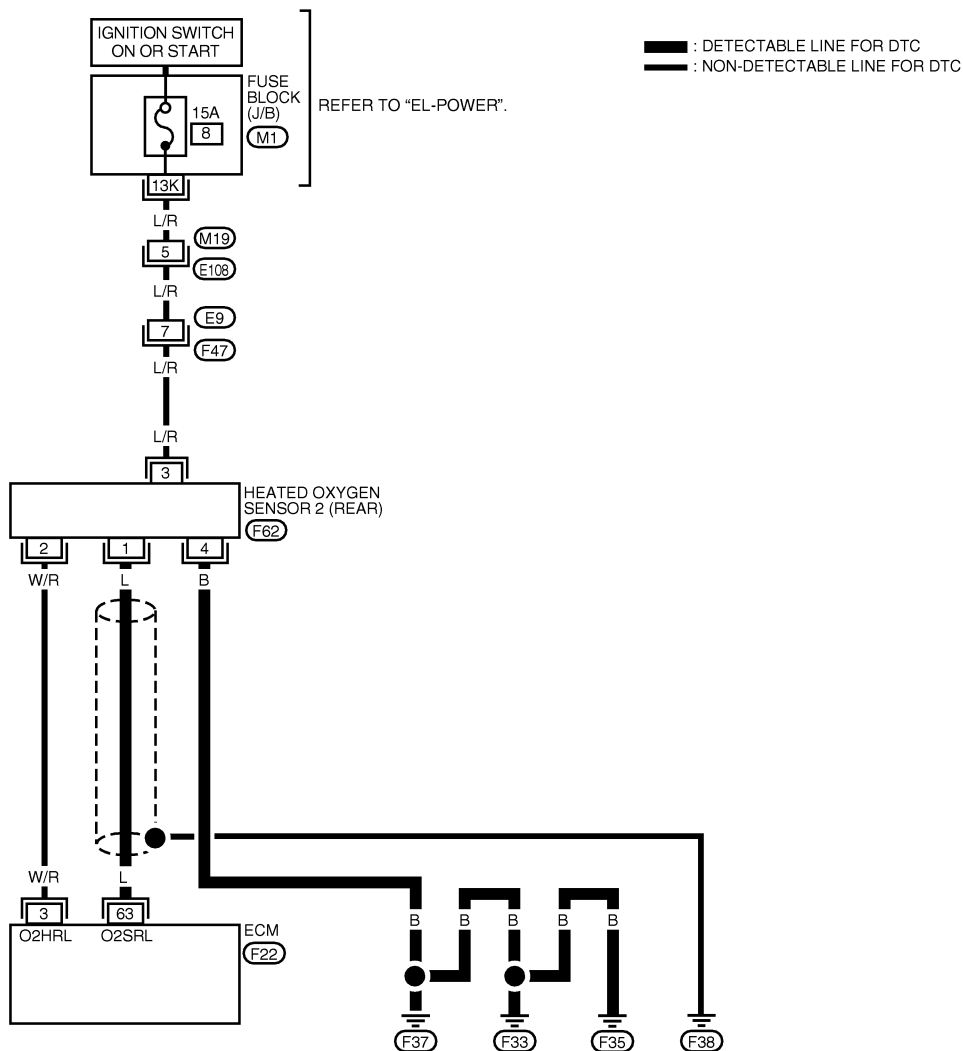 IGNITION SWITCH
ON OR START
FUSE
BLOCK
(J/B)
M1
15A
8
REFER TO “EL-POWER”.
: DETECTABLE LINE FOR DTC
: NON-DETECTABLE LINE FOR DTC
13K
L/R
5
M19
E108
L/R
7
E9
F47
L/R
L/R
3
HEATED OXYGEN
SENSOR 2 (REAR)
F62
2
1
4
W/R
L
B
W/R
L
3
63
O2HRL
O2SRL
ECM
F22
B
B
B
B
B
F37
F33
F35
F38